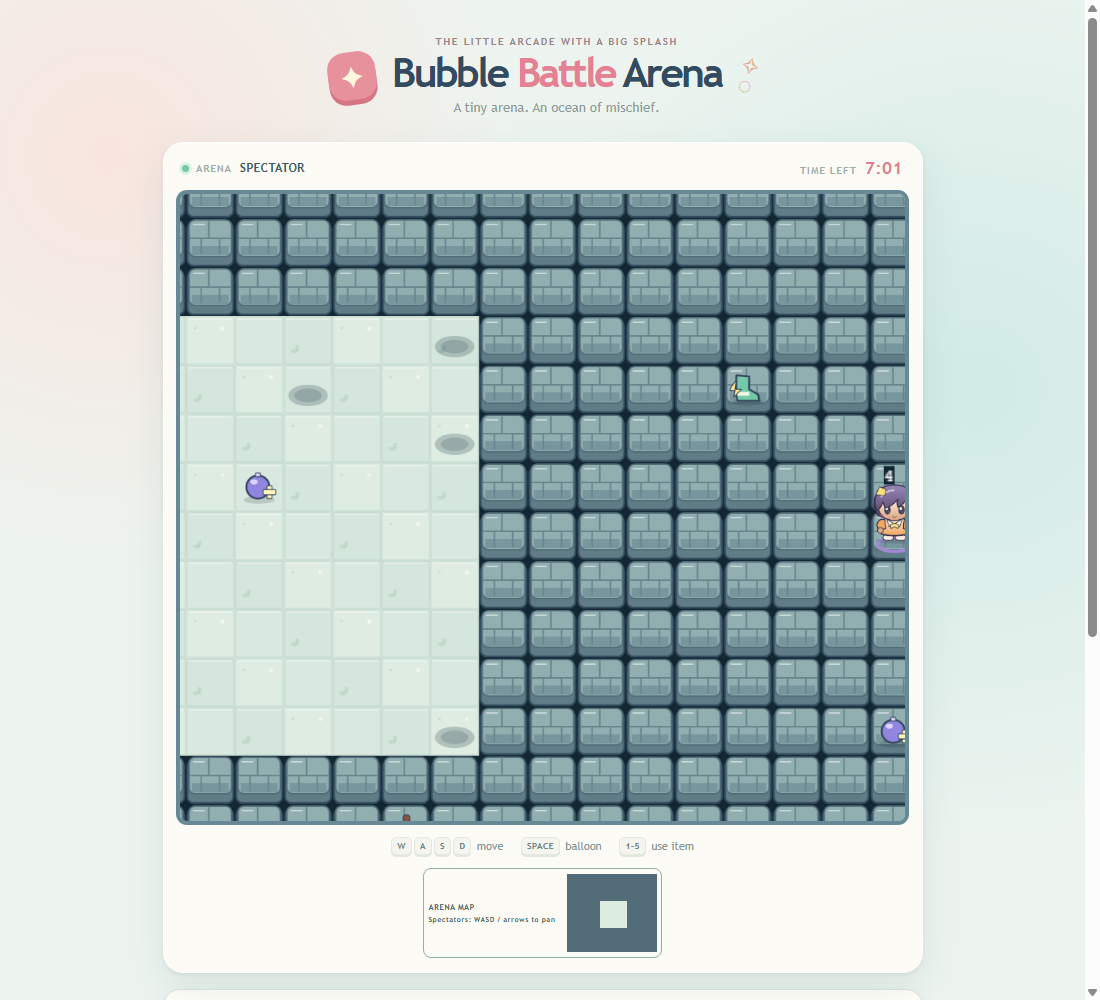 THE LITTLE ARCADE WITH A BIG SPLASH
Bubble Battle Arena
A tiny arena. An ocean of mischief.
ARENA SPECTATOR
TIME LEFT 7:01
4
W A S D move SPACE balloon 1-5 use item
ARENA MAP
Spectators: WASD / arrows to pan